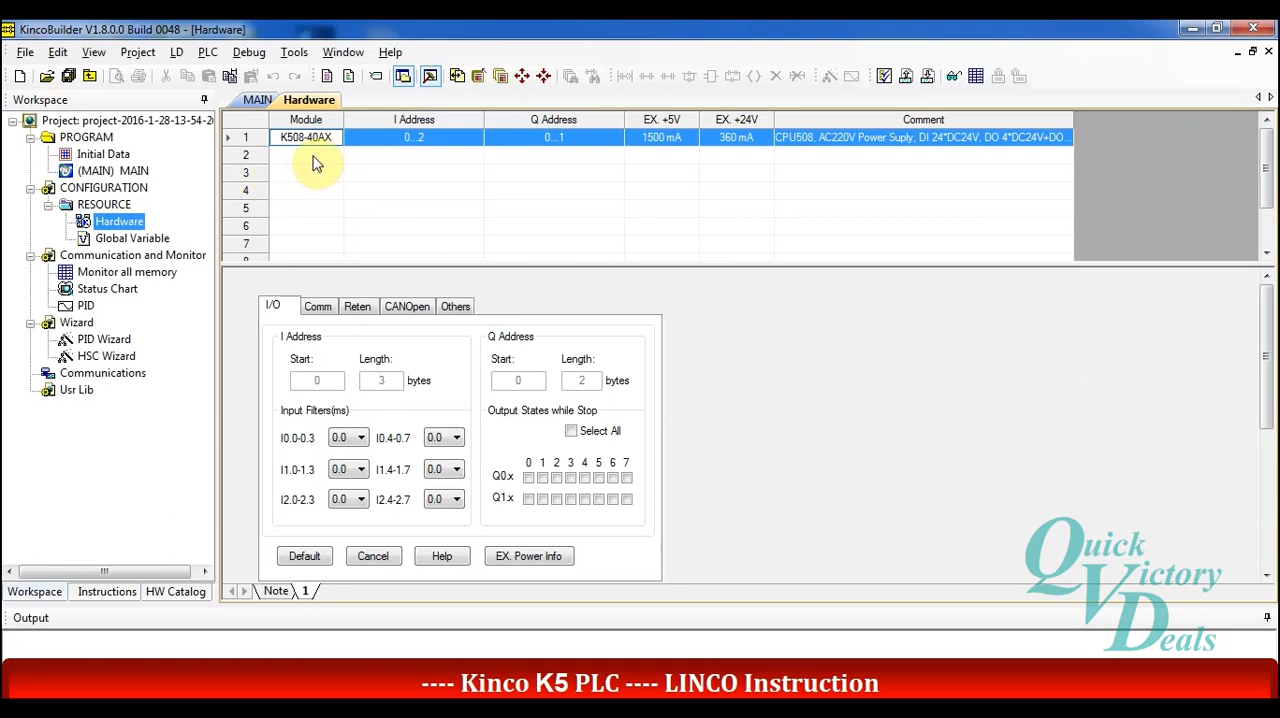 KincoBuilder V1.8.0.0 Build 0048 - [Hardware]
File Edit View Project LD PLC Debug Tools Window Help
Workspace
MAIN Hardware
Project: project-2016-1-28-13-54-2
PROGRAM
Initial Data
(MAIN) MAIN
CONFIGURATION
RESOURCE
Hardware
Global Variable
Communication and Monitor
Monitor all memory
Status Chart
PID
Wizard
PID Wizard
HSC Wizard
Communications
Usr Lib
Workspace Instructions HW Catalog
Module I Address Q Address EX. +5V EX. +24V Comment
1 K508-40AX 0...2 0...1 1500 mA 360 mA CPU508, AC220V Power Suply, DI 24*DC24V, DO 4*DC24V+DO...
2
3
4
5
6
7
8
I/O Comm Reten CANOpen Others
I Address
Start: Length:
0 3 bytes
Input Filters(ms)
I0.0-0.3 0.0 I0.4-0.7 0.0
I1.0-1.3 0.0 I1.4-1.7 0.0
I2.0-2.3 0.0 I2.4-2.7 0.0
Q Address
Start: Length:
0 2 bytes
Output States while Stop
Select All
0 1 2 3 4 5 6 7
Q0.x
Q1.x
Default Cancel Help EX. Power Info
Note 1
Output
Quick
Victory
Deals
---- Kinco K5 PLC ---- LINCO Instruction